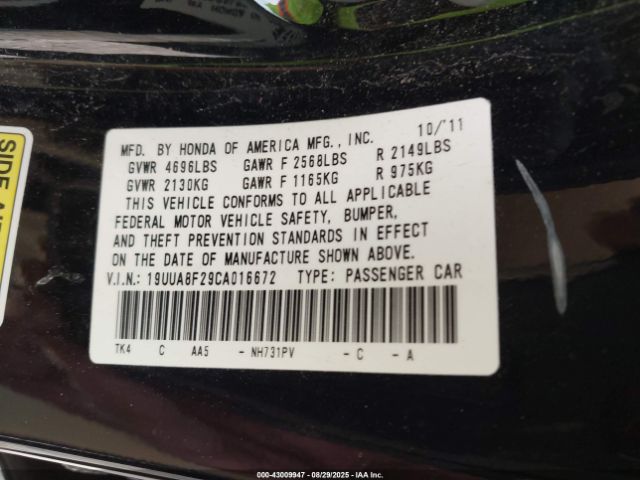 MFD. BY HONDA OF AMERICA MFG., INC. 10/'11
GVWR 4696LBS GAWR F 2568LBS R 2149LBS
GVWR 2130KG GAWR F 1165KG R 975KG
THIS VEHICLE CONFORMS TO ALL APPLICABLE
FEDERAL MOTOR VEHICLE SAFETY, BUMPER,
AND THEFT PREVENTION STANDARDS IN EFFECT
ON THE DATE OF MANUFACTURE SHOWN ABOVE.
V.I.N.: 19UUA8F29CA016672 TYPE: PASSENGER CAR
TK4 C AA5 - NH731PV - C - A
SIDE
000-43009947 08/29/2025 - IAA Inc.